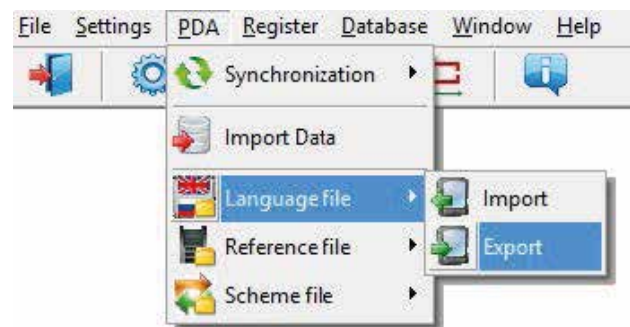 File Settings PDA Register Database Window Help
Synchronization
Import Data
Language file Import
Reference file Export
Scheme file